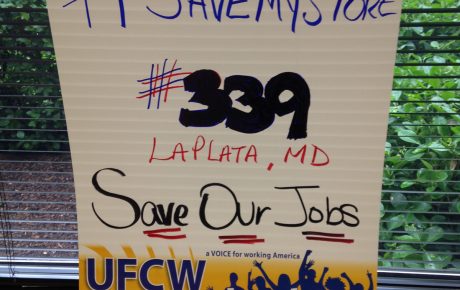 #SAVEMYSTORE
#339
LAPLATA, MD
Save Our Jobs
a VOICE for working America
UFCW